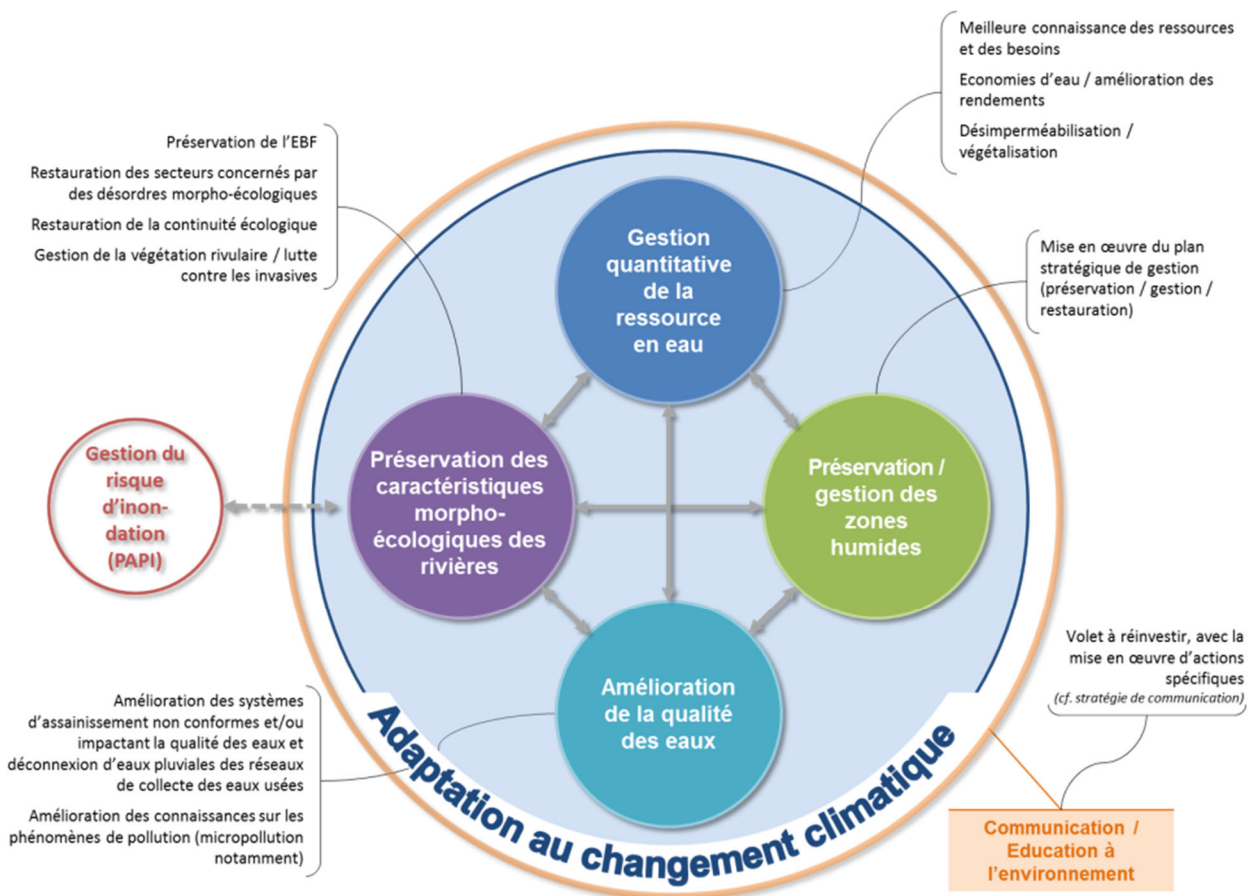 Meilleure connaissance des ressources
et des besoins
Economies d'eau / amélioration des
rendements
Désimperméabilisation /
végétalisation
Préservation de l'EBF
Restauration des secteurs concernés par
des désordres morpho-écologiques
Restauration de la continuité écologique
Gestion de la végétation rivulaire / lutte
contre les invasives
Gestion
quantitative
de la
ressource
en eau
Mise en œuvre du plan
stratégique de gestion
(préservation / gestion /
restauration)
Gestion du
risque
d'inon-
dation
(PAPI)
Préservation des
caractéristiques
morpho-
écologiques des
rivières
Préservation /
gestion des
zones
humides
Amélioration
de la qualité
des eaux
Volet à réinvestir, avec la
mise en œuvre d'actions
spécifiques
(cf. stratégie de communication)
Amélioration des systèmes
d'assainissement non conformes et/ou
impactant la qualité des eaux et
déconnexion d'eaux pluviales des réseaux
de collecte des eaux usées
Amélioration des connaissances sur les
phénomènes de pollution (micropollution
notamment)
Adaptation au changement climatique
Communication /
Education à
l'environnement